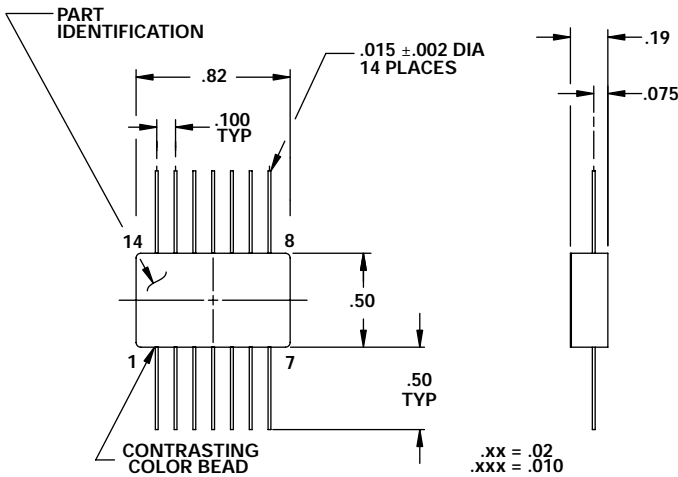 PART
IDENTIFICATION
.82
.015 ±.002 DIA
14 PLACES
.19
.075
.100
TYP
14
8
.50
1
7
.50
TYP
CONTRASTING
COLOR BEAD
.xx = .02
.xxx = .010